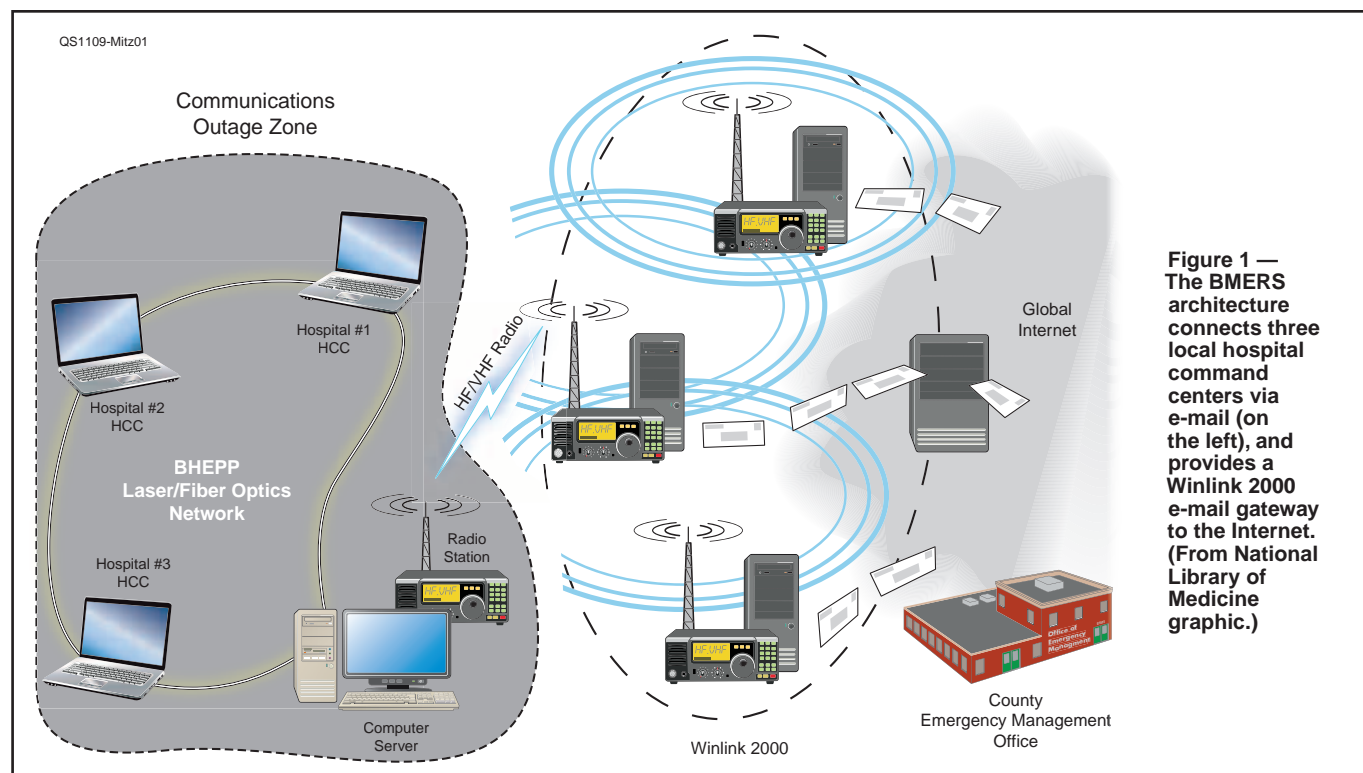 QS1109-Mitz01
Communications
Outage Zone
Hospital #1
HCC
Hospital #2
HCC
BHEPP
Laser/Fiber Optics
Network
Hospital #3
HCC
Radio
Station
HF/VHF
Computer
Server
HF/VHF Radio
HF/VHF
HF/VHF
HF/VHF
Winlink 2000
Global
Internet
Office of
Emergency
Managment
County
Emergency Management
Office
Figure 1 —
The BMERS
architecture
connects three
local hospital
command
centers via
e-mail (on
the left), and
provides a
Winlink 2000
e-mail gateway
to the Internet.
(From National
Library of
Medicine
graphic.)